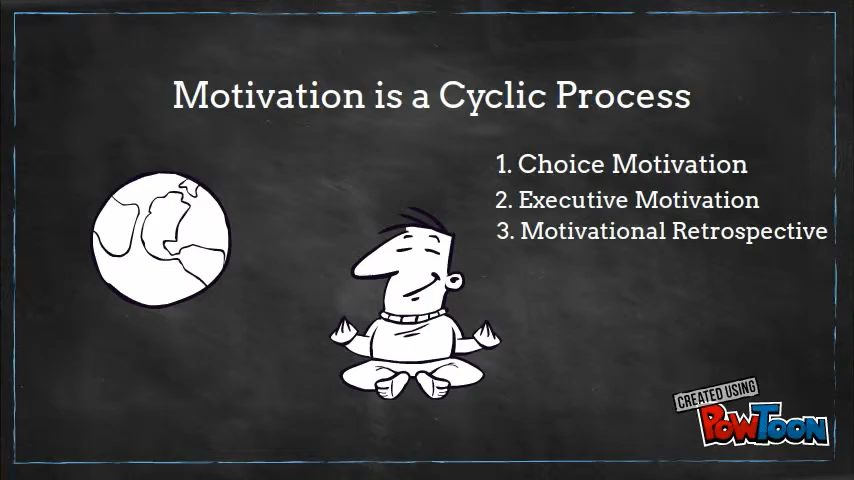 Motivation is a Cyclic Process
1. Choice Motivation
2. Executive Motivation
3. Motivational Retrospective
CREATED USING
POWTOON